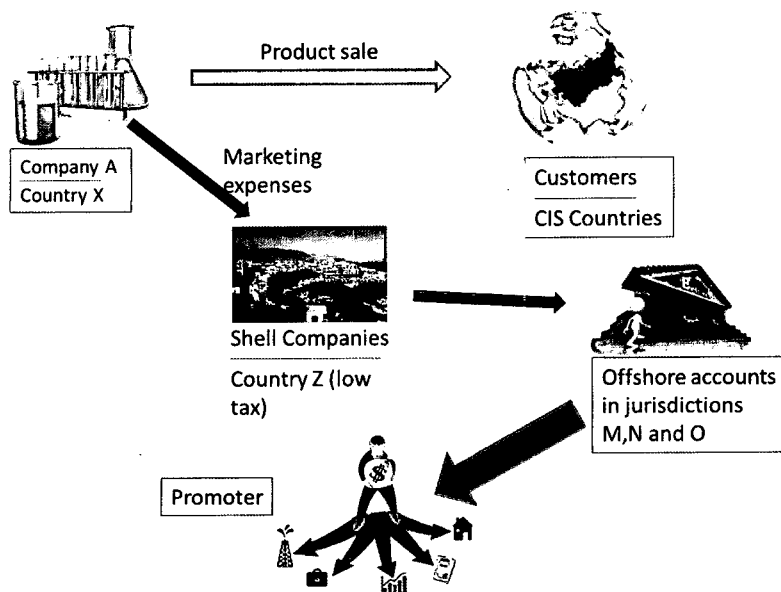 Product sale
Company A
Country X
Marketing
expenses
Customers
CIS Countries
Shell Companies
Country Z (low
tax)
Offshore accounts
in jurisdictions
M,N and O
Promoter
$